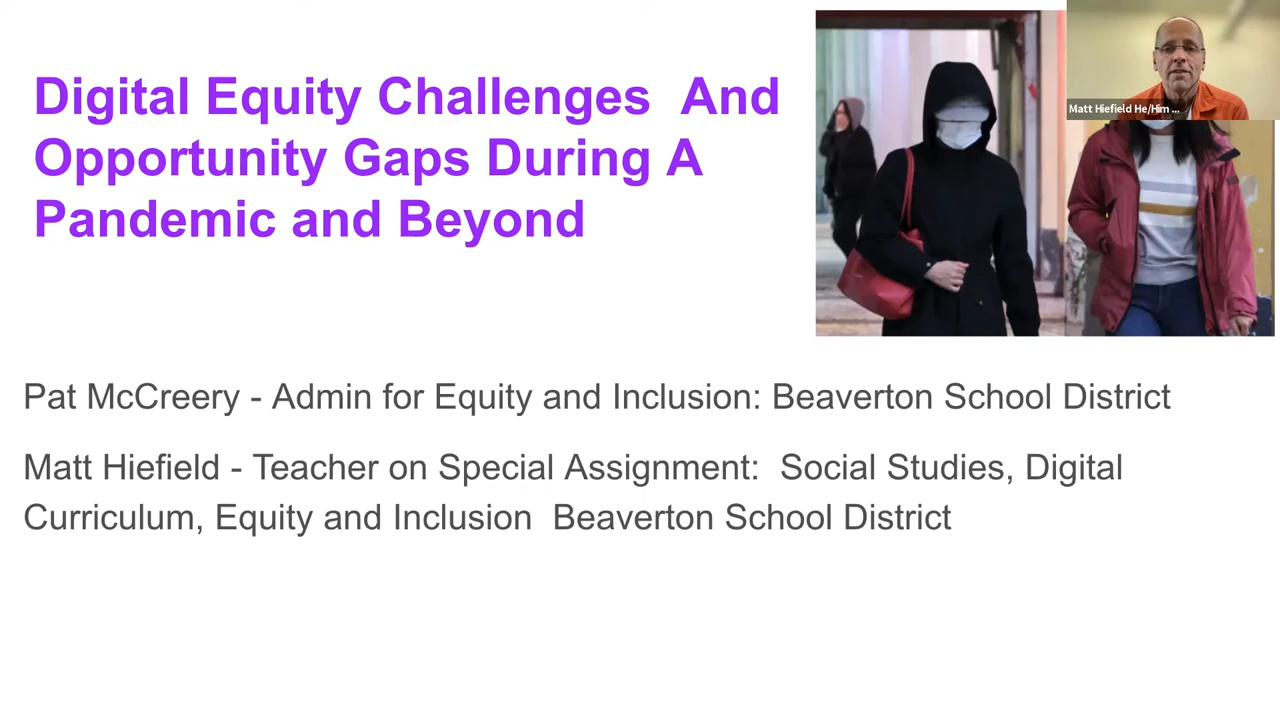 Digital Equity Challenges  And
Opportunity Gaps During A
Pandemic and Beyond
Matt Hiefield He/Him ...
Pat McCreery - Admin for Equity and Inclusion: Beaverton School District
Matt Hiefield - Teacher on Special Assignment:  Social Studies, Digital
Curriculum, Equity and Inclusion  Beaverton School District